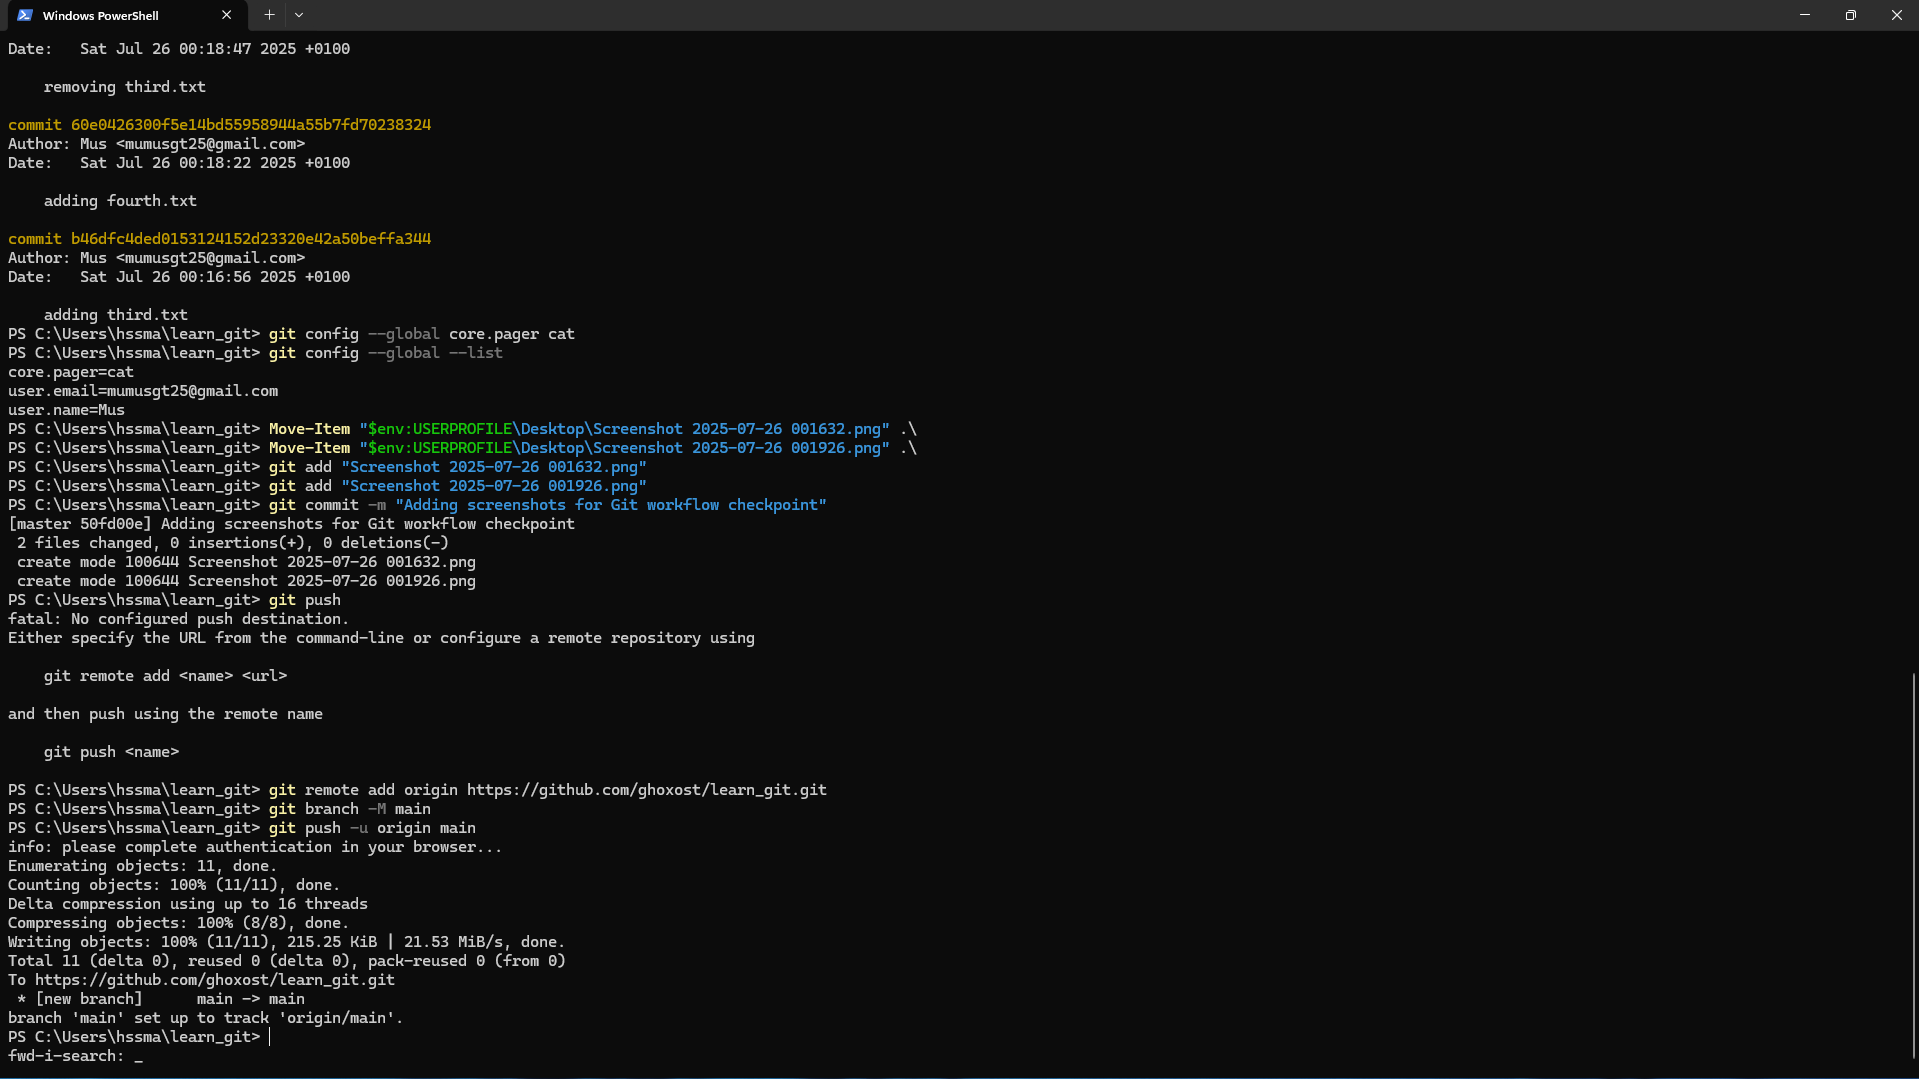 Windows PowerShell
Date:   Sat Jul 26 00:18:47 2025 +0100
    removing third.txt
commit 60e0426300f5e14bd55958944a55b7fd70238324
Author: Mus <mumusgt25@gmail.com>
Date:   Sat Jul 26 00:18:22 2025 +0100
    adding fourth.txt
commit b46dfc4ded0153124152d23320e42a50beffa344
Author: Mus <mumusgt25@gmail.com>
Date:   Sat Jul 26 00:16:56 2025 +0100
    adding third.txt
PS C:\Users\hssma\learn_git> git config --global core.pager cat
PS C:\Users\hssma\learn_git> git config --global --list
core.pager=cat
user.email=mumusgt25@gmail.com
user.name=Mus
PS C:\Users\hssma\learn_git> Move-Item "$env:USERPROFILE\Desktop\Screenshot 2025-07-26 001632.png" .\
PS C:\Users\hssma\learn_git> Move-Item "$env:USERPROFILE\Desktop\Screenshot 2025-07-26 001926.png" .\
PS C:\Users\hssma\learn_git> git add "Screenshot 2025-07-26 001632.png"
PS C:\Users\hssma\learn_git> git add "Screenshot 2025-07-26 001926.png"
PS C:\Users\hssma\learn_git> git commit -m "Adding screenshots for Git workflow checkpoint"
[master 50fd00e] Adding screenshots for Git workflow checkpoint
 2 files changed, 0 insertions(+), 0 deletions(-)
 create mode 100644 Screenshot 2025-07-26 001632.png
 create mode 100644 Screenshot 2025-07-26 001926.png
PS C:\Users\hssma\learn_git> git push
fatal: No configured push destination.
Either specify the URL from the command-line or configure a remote repository using
    git remote add <name> <url>
and then push using the remote name
    git push <name>
PS C:\Users\hssma\learn_git> git remote add origin https://github.com/ghoxost/learn_git.git
PS C:\Users\hssma\learn_git> git branch -M main
PS C:\Users\hssma\learn_git> git push -u origin main
info: please complete authentication in your browser...
Enumerating objects: 11, done.
Counting objects: 100% (11/11), done.
Delta compression using up to 16 threads
Compressing objects: 100% (8/8), done.
Writing objects: 100% (11/11), 215.25 KiB | 21.53 MiB/s, done.
Total 11 (delta 0), reused 0 (delta 0), pack-reused 0 (from 0)
To https://github.com/ghoxost/learn_git.git
 * [new branch]      main -> main
branch 'main' set up to track 'origin/main'.
PS C:\Users\hssma\learn_git>
fwd-i-search: _